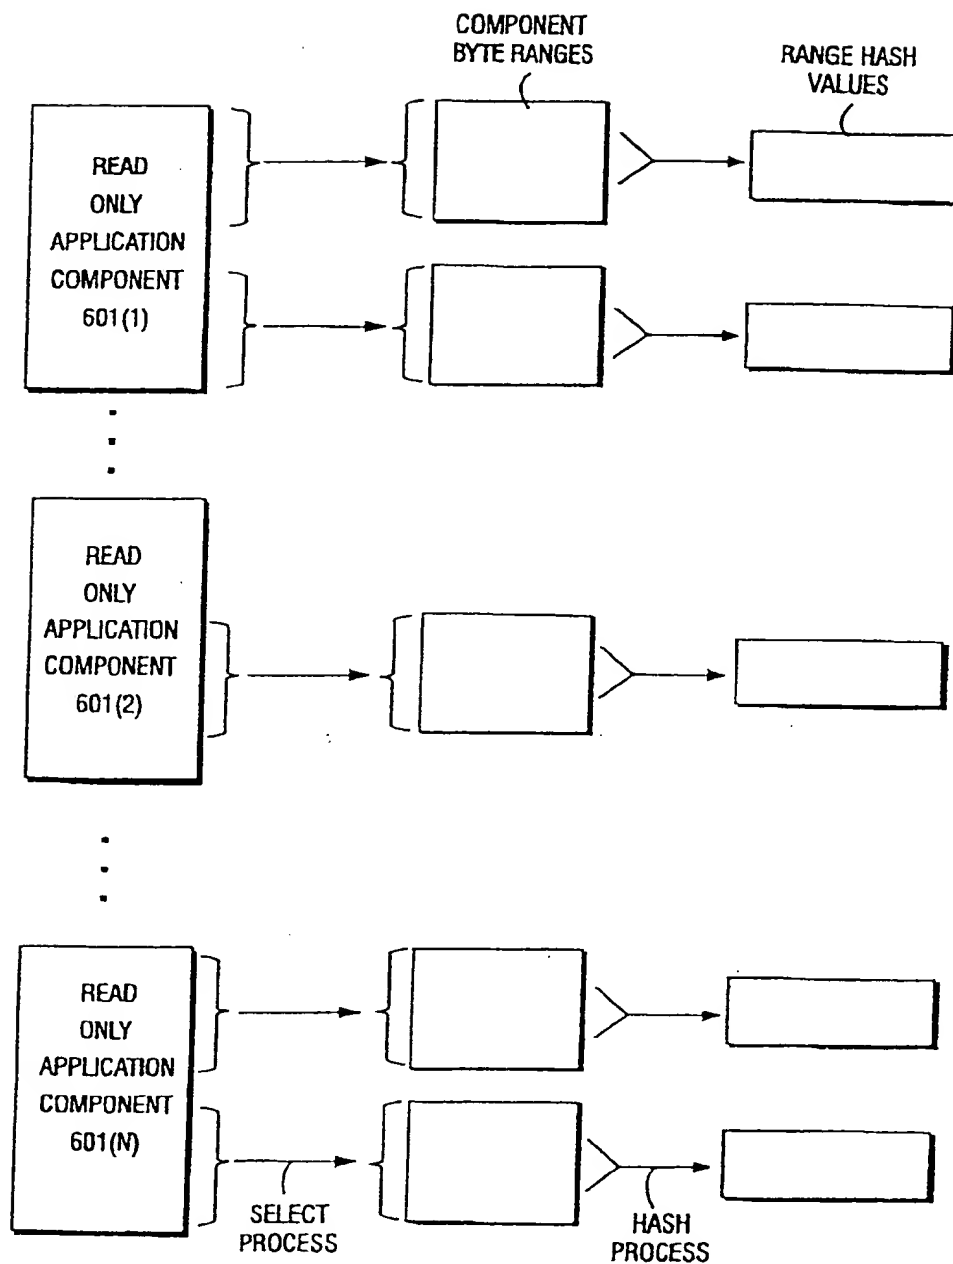 COMPONENT
BYTE RANGES
RANGE HASH
VALUES
READ
ONLY
APPLICATION
COMPONENT
601(1)
READ
ONLY
APPLICATION
COMPONENT
601(2)
READ
ONLY
APPLICATION
COMPONENT
601(N)
SELECT
PROCESS
HASH
PROCESS